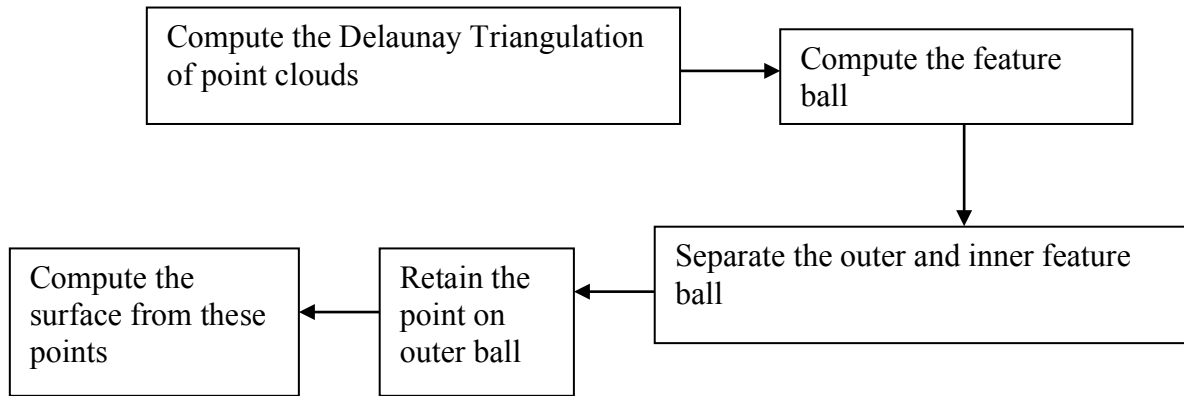 Compute the Delaunay Triangulation
of point clouds
Compute the feature
ball
Separate the outer and inner feature
ball
Retain the
point on
outer ball
Compute the
surface from these
points